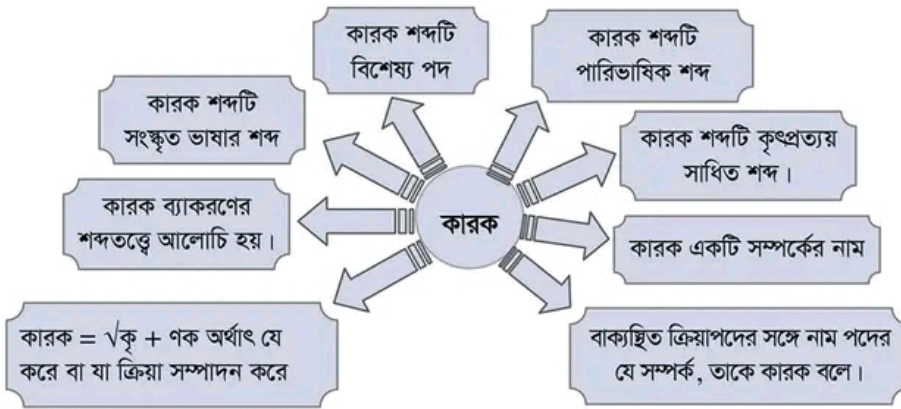 কারক শব্দটি
বিশেষ্য পদ
কারক শব্দটি
পারিভাষিক শব্দ
কারক শব্দটি
সংস্কৃত ভাষার শব্দ
কারক শব্দটি কৃৎপ্রত্যয়
সাধিত শব্দ।
কারক ব্যাকরণের
শব্দতত্ত্বে আলোচি হয়।
কারক
কারক একটি সম্পর্কের নাম
কারক = √কৃ + ণক অর্থাৎ যে
করে বা যা ক্রিয়া সম্পাদন করে
বাক্যস্থিত ক্রিয়াপদের সঙ্গে নাম পদের
যে সম্পর্ক, তাকে কারক বলে।